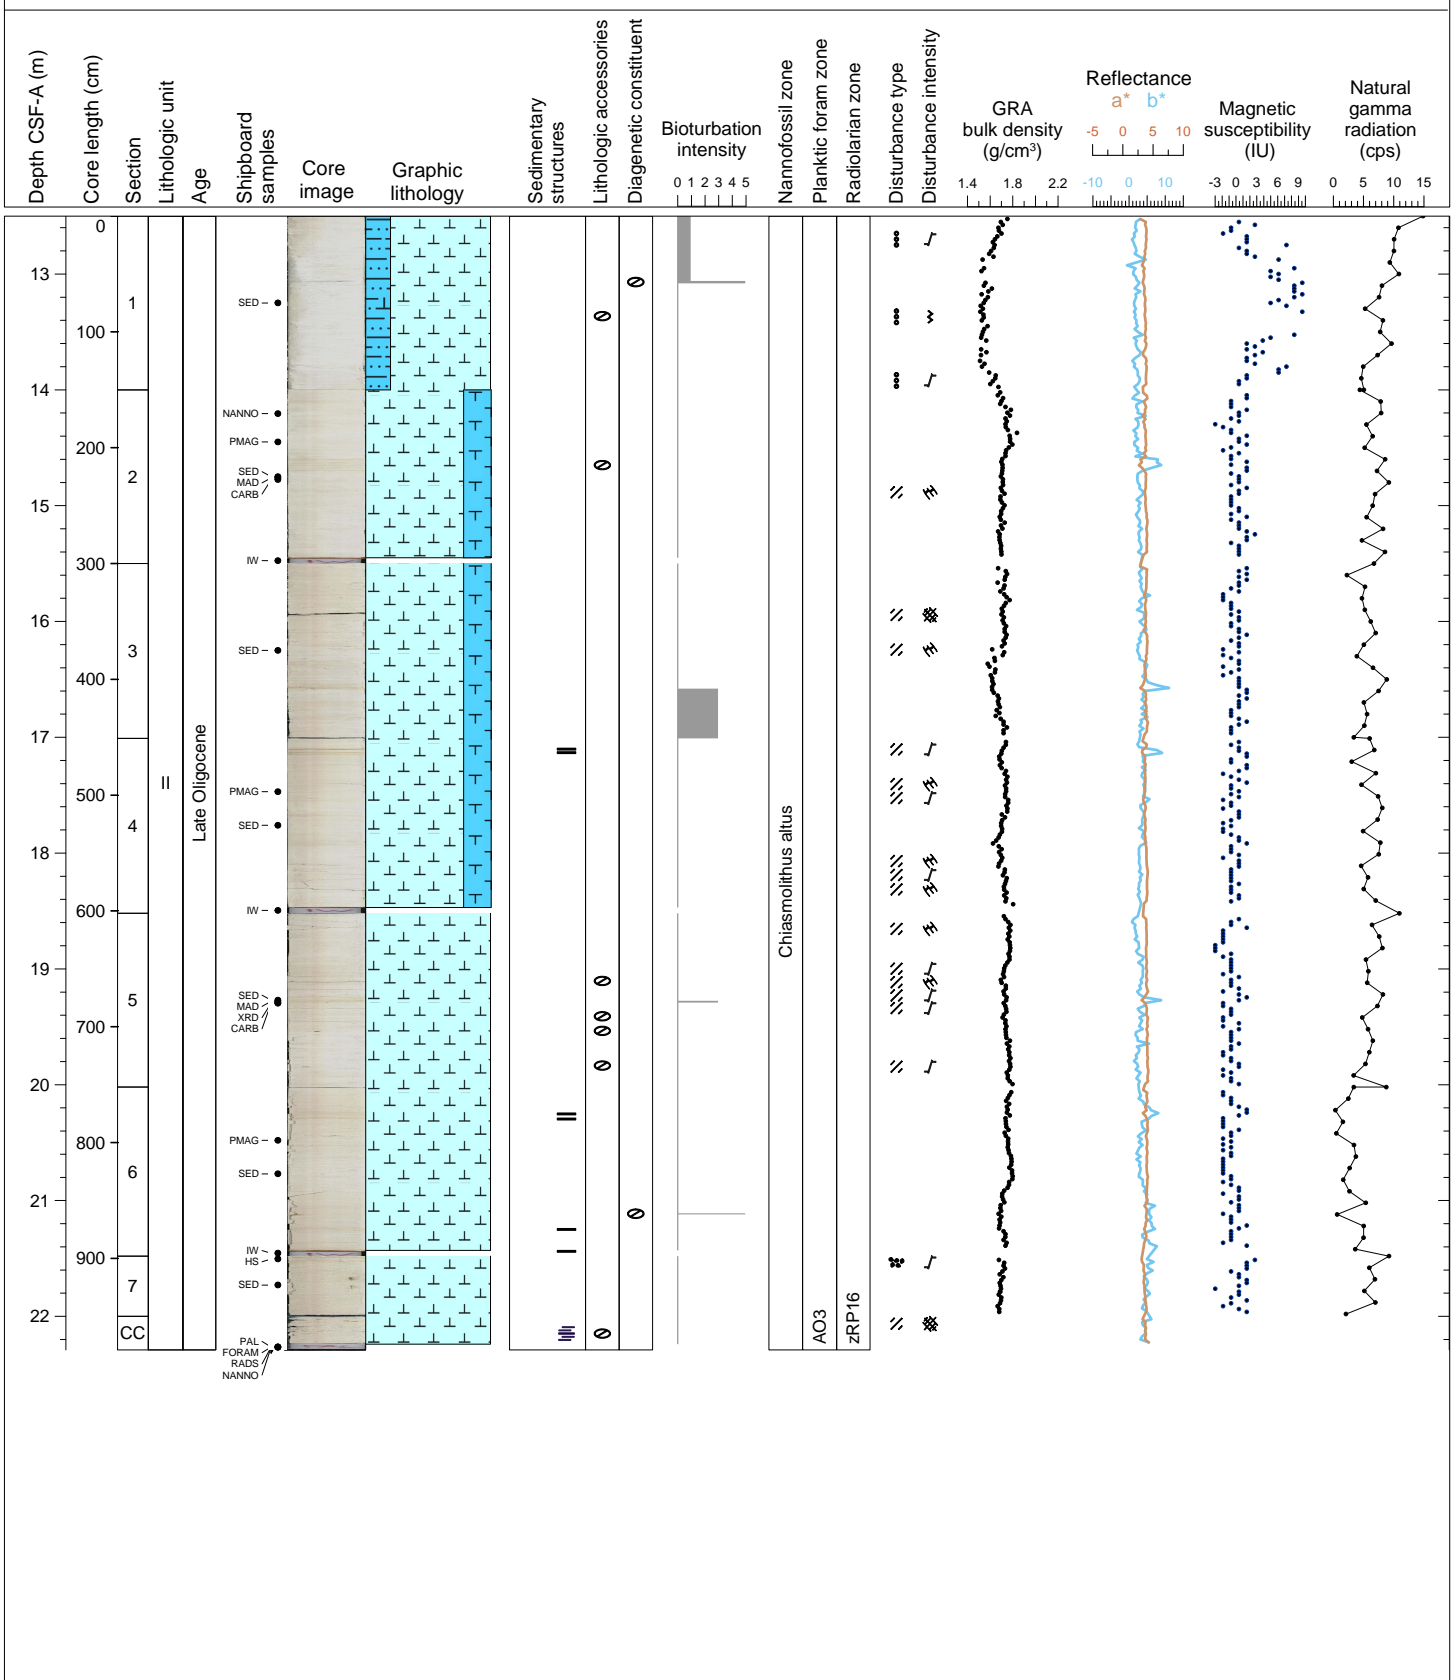 Depth CSF-A (m)
Core length (cm)
Section
Lithologic unit
Age
Shipboard
samples
Core
image
Graphic
lithology
Sedimentary
structures
Lithologic accessories
Diagenetic constituent
Bioturbation
intensity
0 1 2 3 4 5
Nannofossil zone
Planktic foram zone
Radiolarian zone
Disturbance type
Disturbance intensity
GRA
bulk density
(g/cm³)
1.4 1.8 2.2
Reflectance
a* b*
-5 0 5 10
-10 0 10
Magnetic
susceptibility
(IU)
-3 0 3 6 9
Natural
gamma
radiation
(cps)
0 5 10 15
13
14
15
16
17
18
19
20
21
22
0
100
200
300
400
500
600
700
800
900
1
2
3
4
5
6
7
CC
II
Late Oligocene
SED
NANNO
PMAG
SED
MAD
CARB
IW
SED
PMAG
SED
IW
SED
MAD
XRD
CARB
PMAG
SED
IW
HS
SED
PAL
FORAM
RADS
NANNO
Chiasmolithus altus
AO3
zRP16